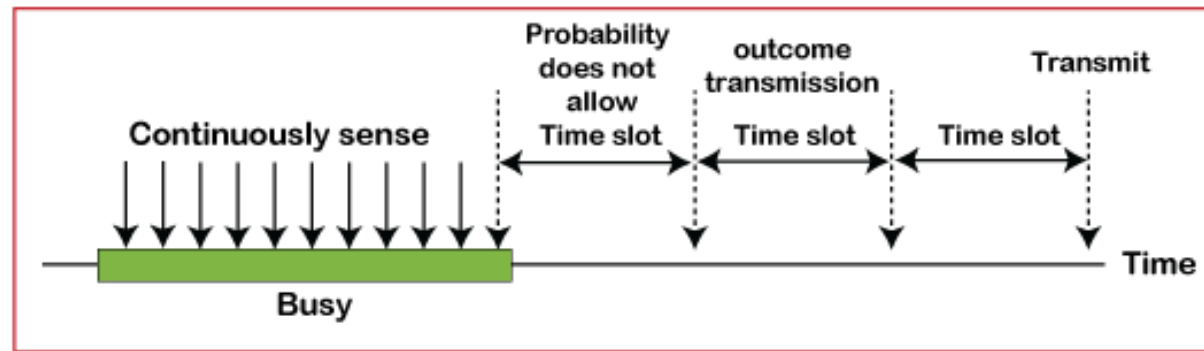 Probability
does not
allow
outcome
transmission
Transmit
Continuously sense
Time slot
Time slot
Time slot
Time
Busy